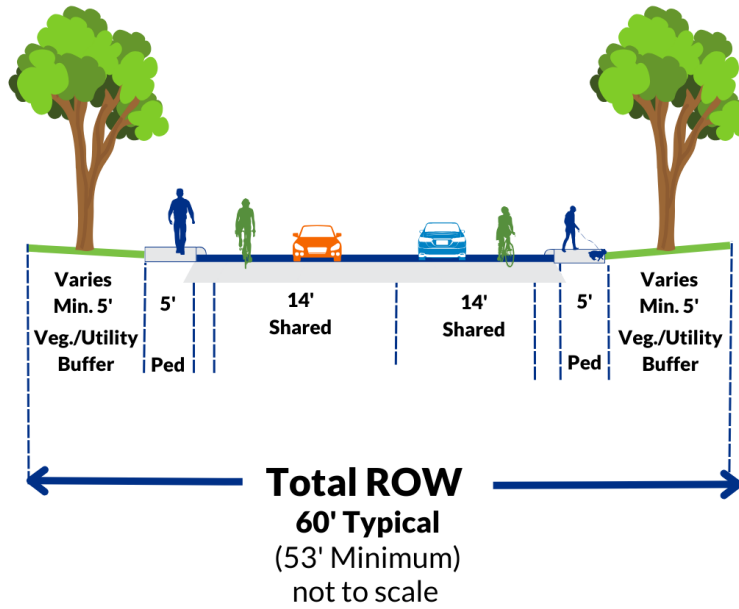 Varies
Min. 5'
Veg./Utility
Buffer
5'
Ped
14'
Shared
14'
Shared
5'
Ped
Varies
Min. 5'
Veg./Utility
Buffer
Total ROW
60' Typical
(53' Minimum)
not to scale